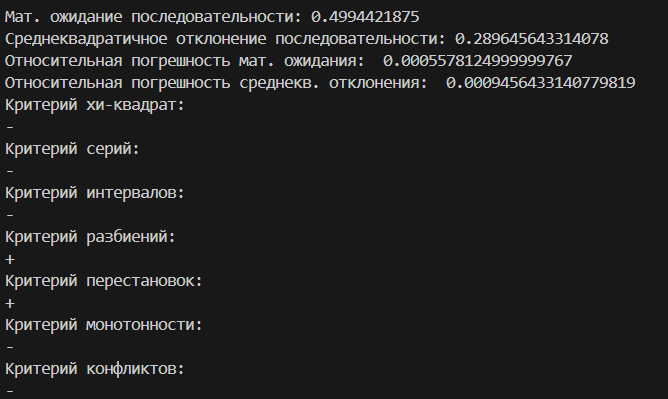 Мат. ожидание последовательности: 0.4994421875
Среднеквадратичное отклонение последовательности: 0.289645643314078
Относительная погрешность мат. ожидания:  0.0005578124999999767
Относительная погрешность среднекв. отклонения:  0.0009456433140779819
Критерий хи-квадрат:
-
Критерий серий:
-
Критерий интервалов:
-
Критерий разбиений:
+
Критерий перестановок:
+
Критерий монотонности:
-
Критерий конфликтов:
-